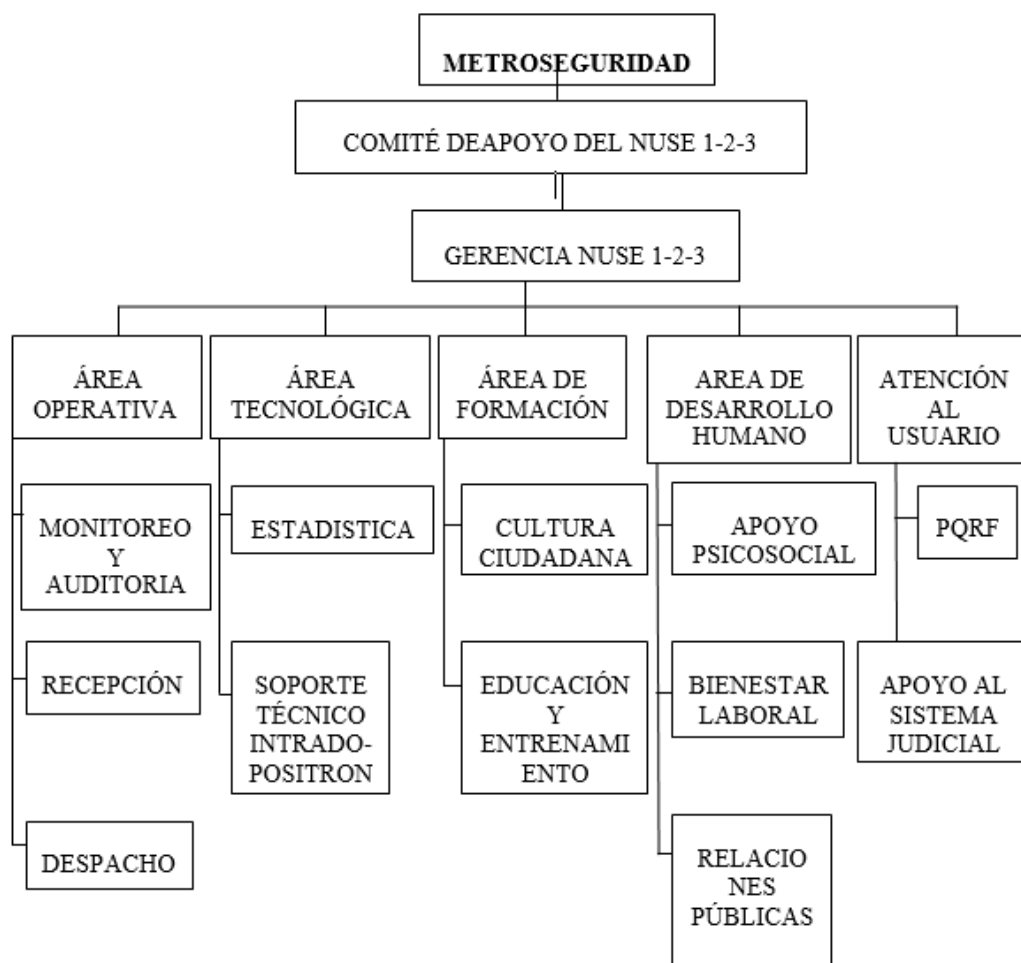 METROSEGURIDAD
COMITÉ DEAPOYO DEL NUSE 1-2-3
GERENCIA NUSE 1-2-3
ÁREA
OPERATIVA
ÁREA
TECNOLÓGICA
ÁREA DE
FORMACIÓN
AREA DE
DESARROLLO
HUMANO
ATENCIÓN
AL
USUARIO
MONITOREO
Y
AUDITORIA
ESTADISTICA
CULTURA
CIUDADANA
APOYO
PSICOSOCIAL
PQRF
RECEPCIÓN
SOPORTE
TÉCNICO
INTRADO-
POSITRON
EDUCACIÓN
Y
ENTRENAMI
ENTO
BIENESTAR
LABORAL
APOYO AL
SISTEMA
JUDICIAL
DESPACHO
RELACIO
NES
PÚBLICAS